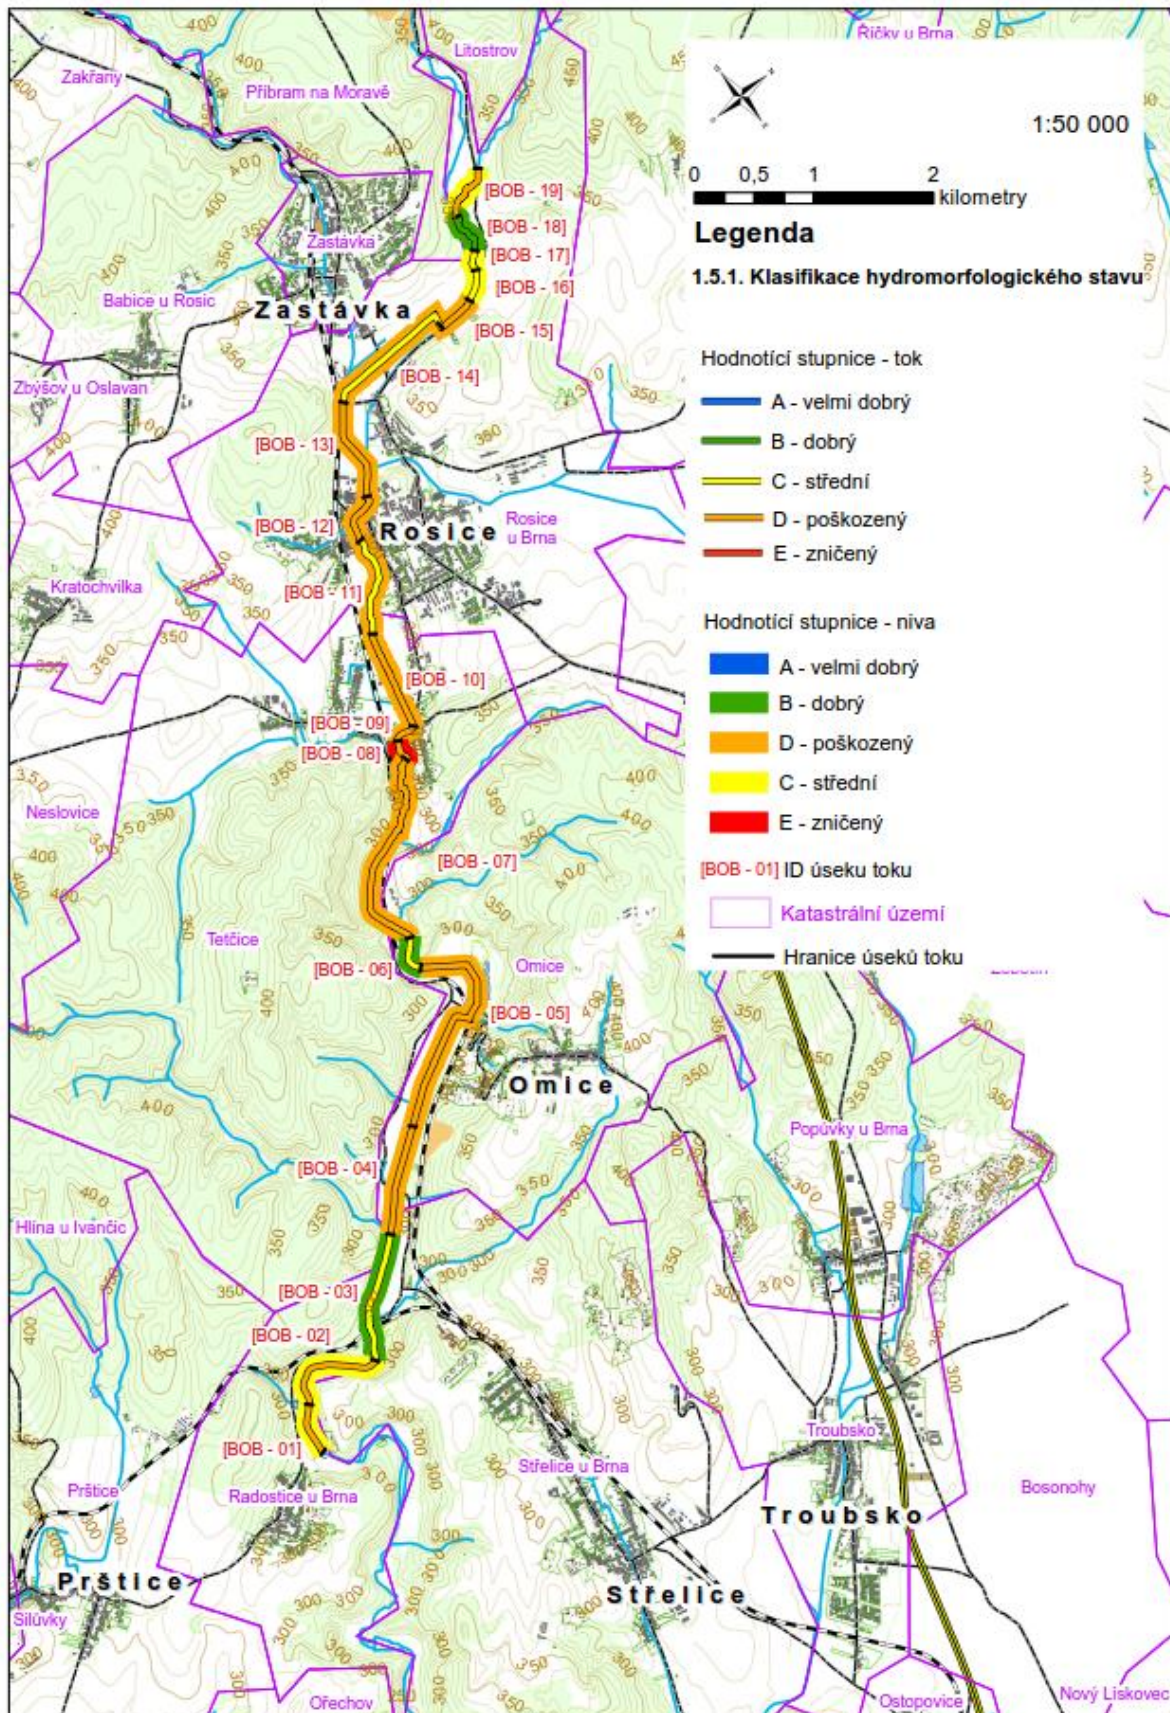 Zakřany
Příbram na Moravě
Litostrov
Říčky u Brna
1:50 000
0 0,5 1 2
kilometry
Legenda
1.5.1. Klasifikace hydromorfologického stavu
Hodnotící stupnice - tok
A - velmi dobrý
B - dobrý
C - střední
D - poškozený
E - zničený
Hodnotící stupnice - niva
A - velmi dobrý
B - dobrý
D - poškozený
C - střední
E - zničený
[BOB - 01] ID úseku toku
Katastrální území
Hranice úseků toku
[BOB - 19]
[BOB - 18]
[BOB - 17]
[BOB - 16]
[BOB - 15]
[BOB - 14]
[BOB - 13]
[BOB - 12]
[BOB - 11]
[BOB - 10]
[BOB - 09]
[BOB - 08]
[BOB - 07]
[BOB - 06]
[BOB - 05]
[BOB - 04]
[BOB - 03]
[BOB - 02]
[BOB - 01]
Zastávka
Babice u Rosic
Zastávka
Zbýšov u Oslavan
Rosice
Rosice
u Brna
Kratochvilka
Neslovice
Tetčice
Omice
Omice
Popůvky u Brna
Hlína u Ivančic
Troubsko
Střelice u Brna
Bosonohy
Prštice
Radostice u Brna
Troubsko
Prštice
Střelice
Silůvky
Ořechov
Ostopovice
Nový Lískovec